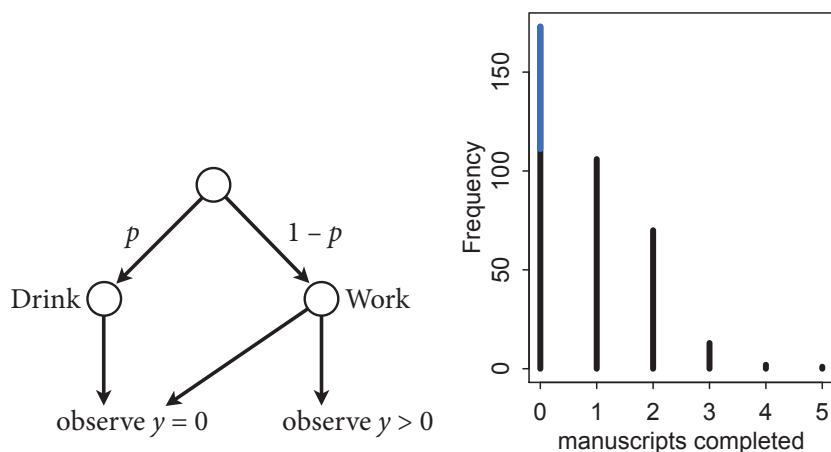 p
1 – p
Drink
Work
observe y = 0
observe y > 0
Frequency
150
100
50
0
0 1 2 3 4 5
manuscripts completed